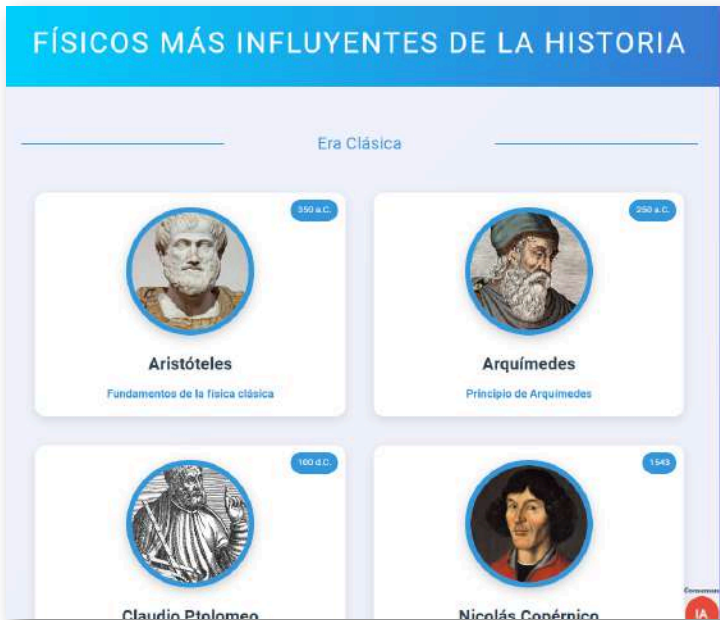 FÍSICOS MÁS INFLUYENTES DE LA HISTORIA
Era Clásica
350 a.C.
Aristóteles
Fundamentos de la física clásica
250 a.C.
Arquímedes
Principio de Arquímedes
100 d.C.
Claudio Ptolomeo
1543
Nicolás Copérnico
IA